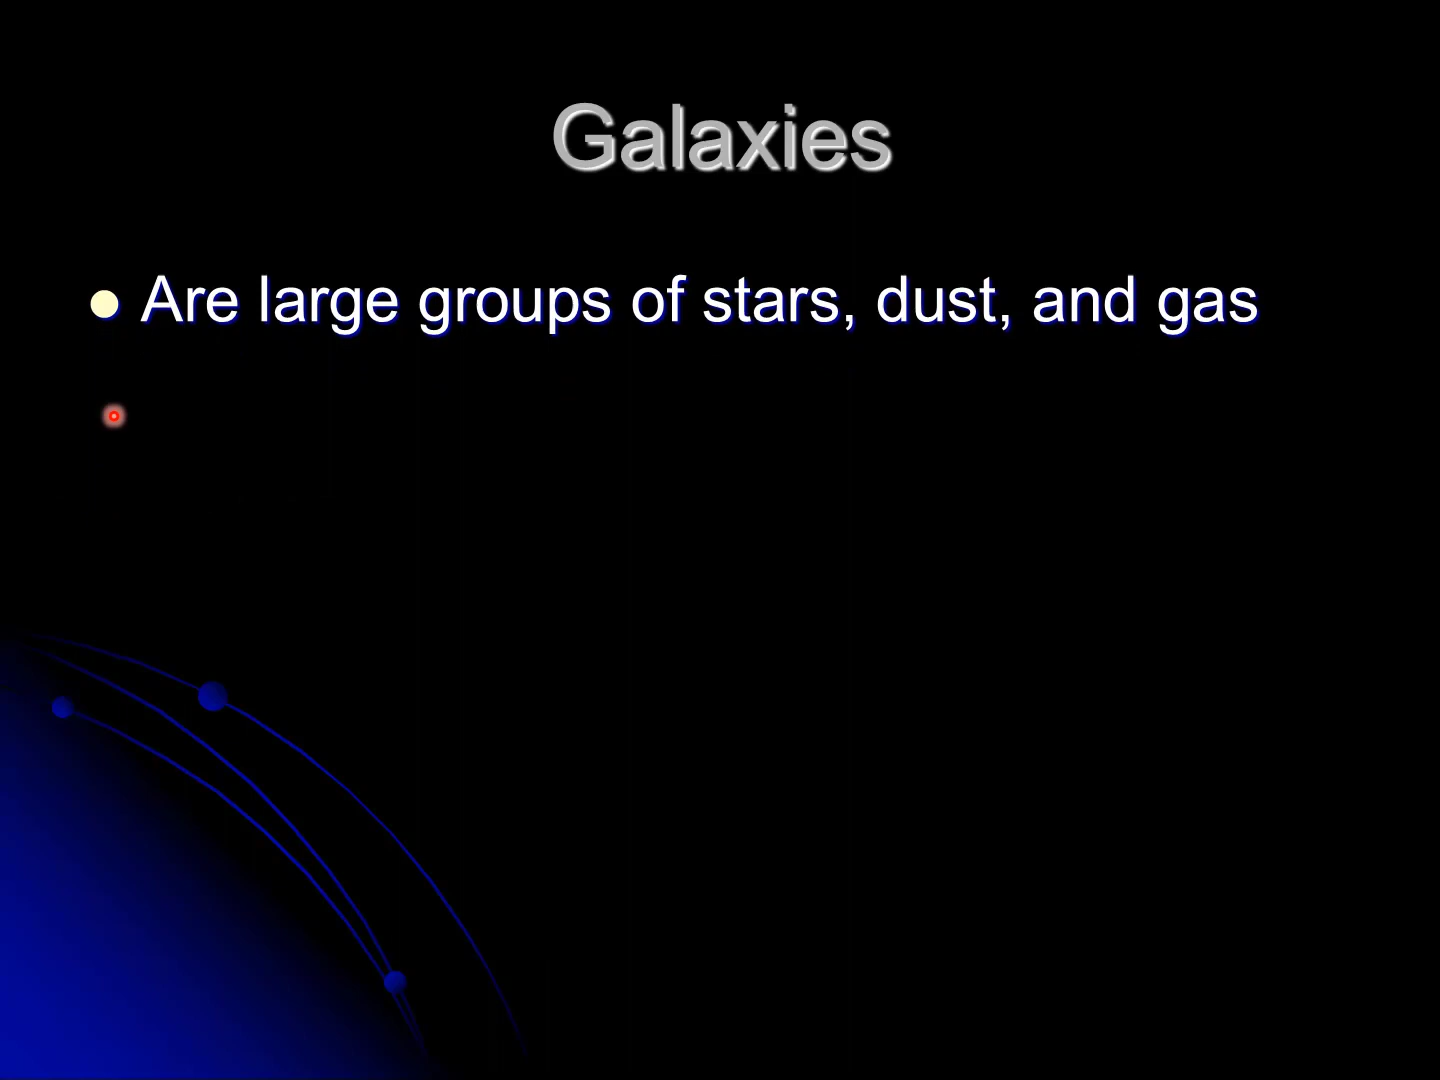 Galaxies
Are large groups of stars, dust, and gas